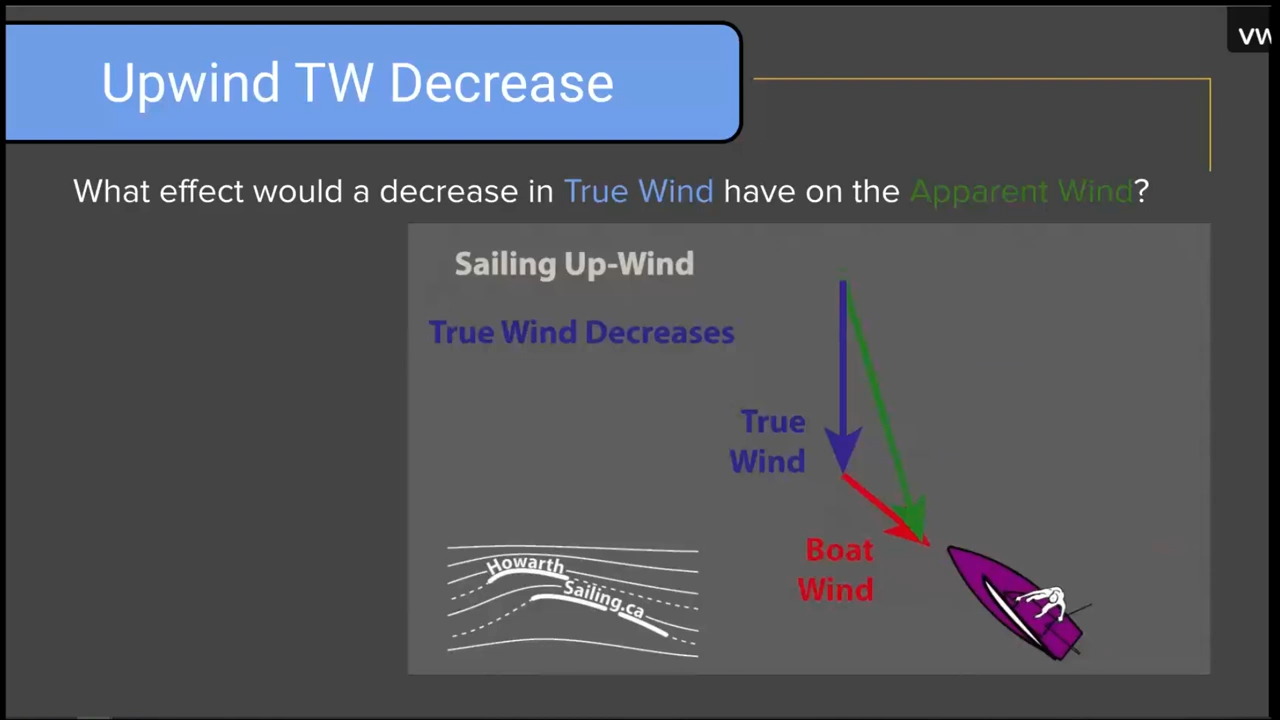 VW
Upwind TW Decrease
What effect would a decrease in True Wind have on the Apparent Wind?
Sailing Up-Wind
True Wind Decreases
True
Wind
Boat
Wind
Howarth
Sailing.ca